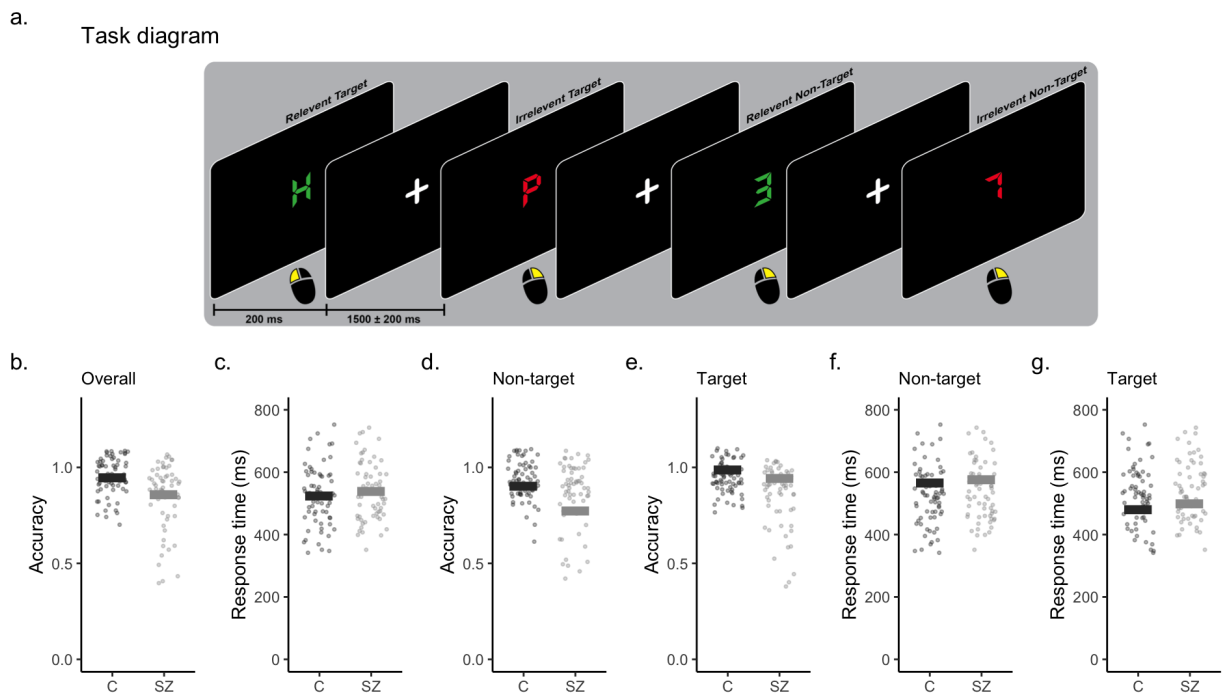 a.
Task diagram
Relevent Target
Irrelevent Target
Relevent Non-Target
Irrelevent Non-Target
H
+
P
+
3
+
7
200 ms
1500 ± 200 ms
b.
Overall
Accuracy
1.0
0.5
0.0
C SZ
c.
Response time (ms)
800
600
400
200
0
C SZ
d.
Non-target
Accuracy
1.0
0.5
0.0
C SZ
e.
Target
Accuracy
1.0
0.5
0.0
C SZ
f.
Non-target
Response time (ms)
800
600
400
200
0
C SZ
g.
Target
Response time (ms)
800
600
400
200
0
C SZ